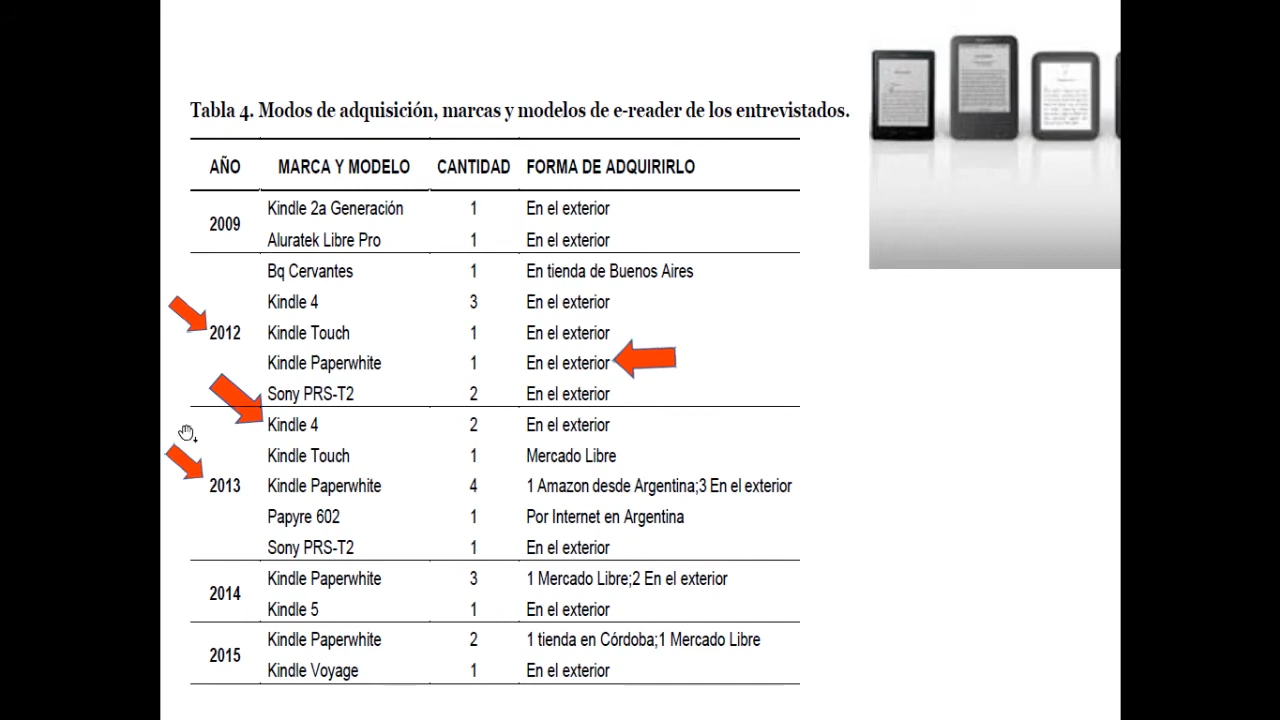 Tabla 4. Modos de adquisición, marcas y modelos de e-reader de los entrevistados.
AÑO MARCA Y MODELO CANTIDAD FORMA DE ADQUIRIRLO
2009
Kindle 2a Generación 1 En el exterior
Aluratek Libre Pro 1 En el exterior
2012
Bq Cervantes 1 En tienda de Buenos Aires
Kindle 4 3 En el exterior
Kindle Touch 1 En el exterior
Kindle Paperwhite 1 En el exterior
Sony PRS-T2 2 En el exterior
2013
Kindle 4 2 En el exterior
Kindle Touch 1 Mercado Libre
Kindle Paperwhite 4 1 Amazon desde Argentina;3 En el exterior
Papyre 602 1 Por Internet en Argentina
Sony PRS-T2 1 En el exterior
2014
Kindle Paperwhite 3 1 Mercado Libre;2 En el exterior
Kindle 5 1 En el exterior
2015
Kindle Paperwhite 2 1 tienda en Córdoba;1 Mercado Libre
Kindle Voyage 1 En el exterior